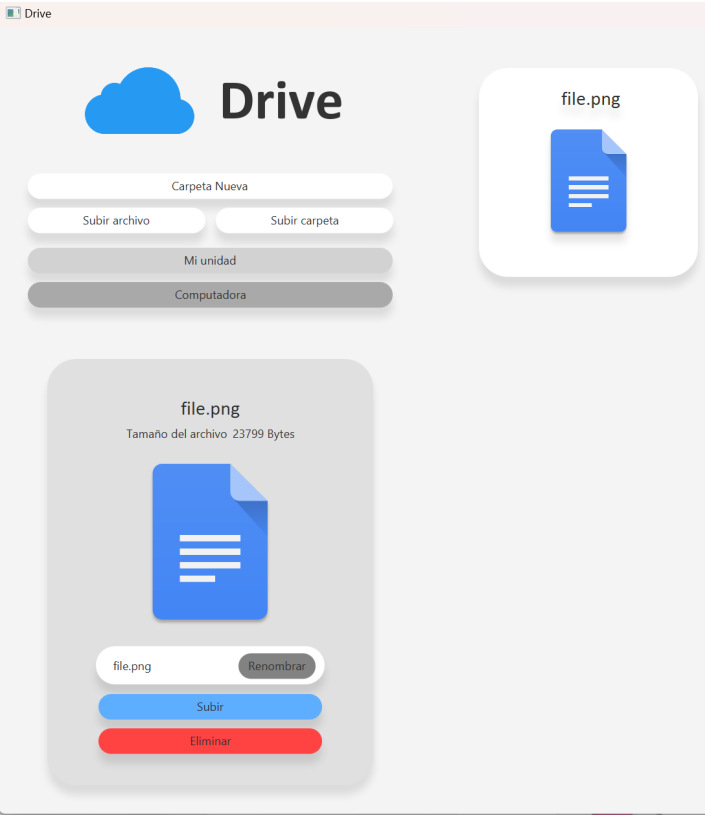 Drive
Drive
Carpeta Nueva
Subir archivo
Subir carpeta
Mi unidad
Computadora
file.png
file.png
Tamaño del archivo 23799 Bytes
file.png
Renombrar
Subir
Eliminar